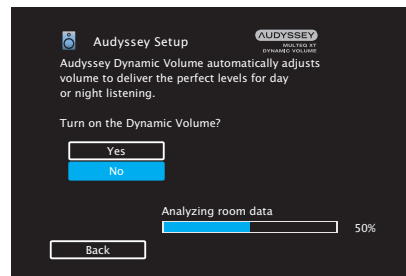 Audyssey Setup
AUDYSSEY
MULTEQ XT
DYNAMIC VOLUME
Audyssey Dynamic Volume automatically adjusts
volume to deliver the perfect levels for day
or night listening.
Turn on the Dynamic Volume?
Yes
No
Analyzing room data
50%
Back